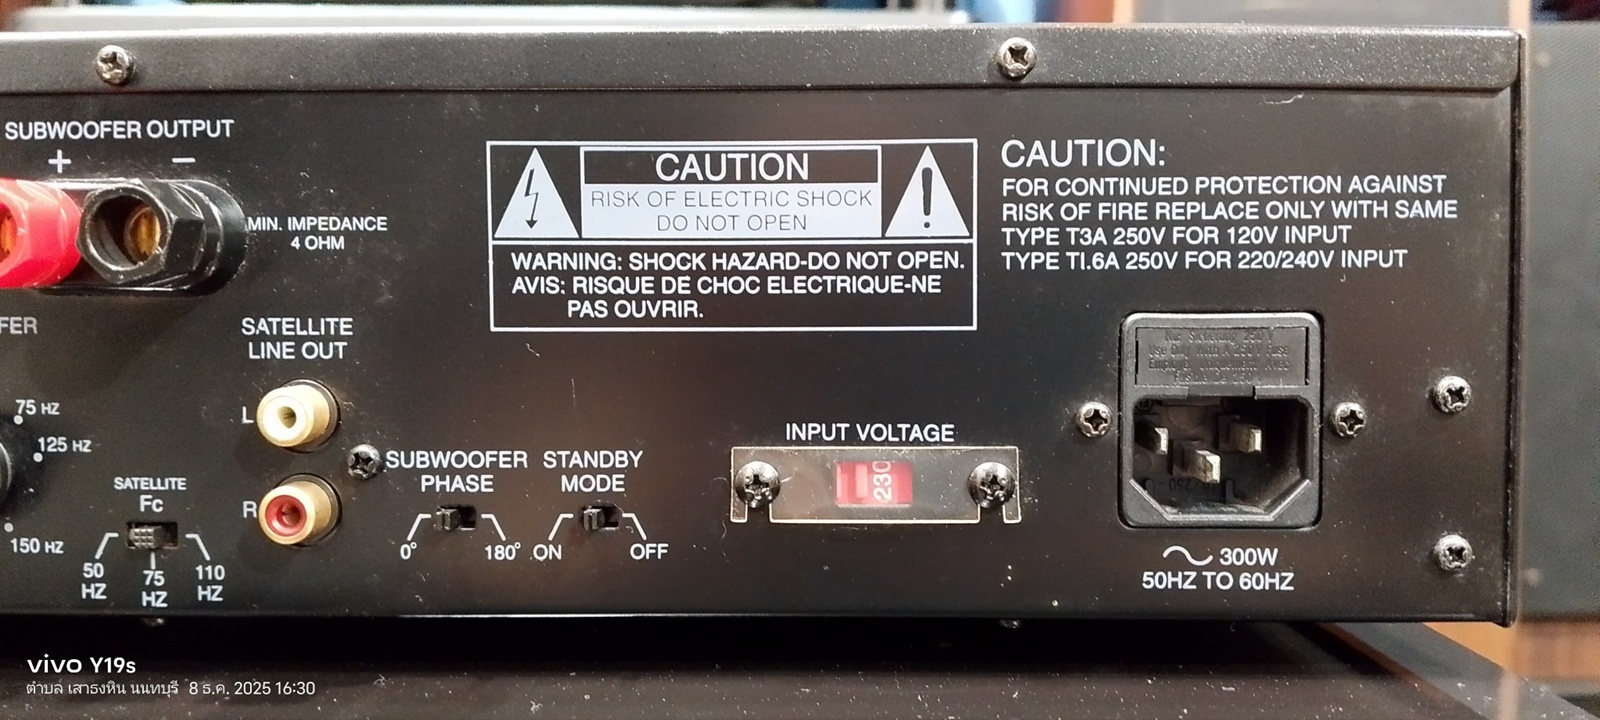 SUBWOOFER OUTPUT
+ −
MIN. IMPEDANCE
4 OHM
CAUTION
RISK OF ELECTRIC SHOCK
DO NOT OPEN
WARNING: SHOCK HAZARD-DO NOT OPEN.
AVIS: RISQUE DE CHOC ELECTRIQUE-NE
PAS OUVRIR.
CAUTION:
FOR CONTINUED PROTECTION AGAINST
RISK OF FIRE REPLACE ONLY WITH SAME
TYPE T3A 250V FOR 120V INPUT
TYPE TI.6A 250V FOR 220/240V INPUT
FER
75 HZ
125 HZ
150 HZ
SATELLITE
LINE OUT
L
R
SATELLITE
Fc
50
HZ
75
HZ
110
HZ
SUBWOOFER
PHASE
0° 180°
STANDBY
MODE
ON OFF
INPUT VOLTAGE
230
300W
50HZ TO 60HZ
vivo Y19s
ตำบล เสาธงหิน นนทบุรี 8 ธ.ค. 2025 16:30